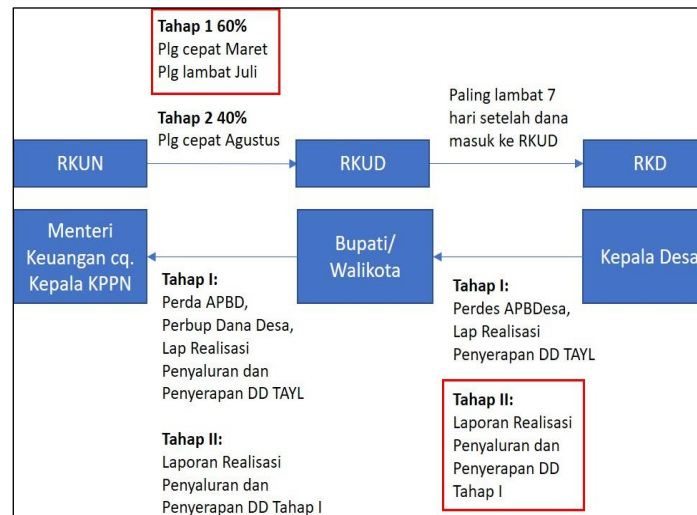 Tahap 1 60%
Plg cepat Maret
Plg lambat Juli
Tahap 2 40%
Plg cepat Agustus
Paling lambat 7
hari setelah dana
masuk ke RKUD
RKUN
RKUD
RKD
Menteri
Keuangan cq.
Kepala KPPN
Bupati/
Walikota
Kepala Desa
Tahap I:
Perda APBD,
Perbup Dana Desa,
Lap Realisasi
Penyaluran dan
Penyerapan DD TAYL
Tahap II:
Laporan Realisasi
Penyaluran dan
Penyerapan DD Tahap I
Tahap I:
Perdes APBDesa,
Lap Realisasi
Penyerapan DD TAYL
Tahap II:
Laporan Realisasi
Penyaluran dan
Penyerapan DD
Tahap I